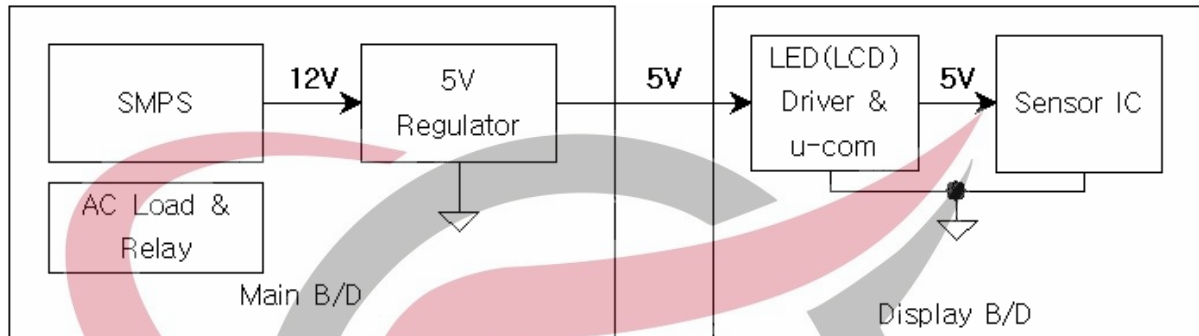 SMPS
12V
5V
Regulator
5V
LED(LCD)
Driver &
u-com
5V
Sensor IC
AC Load &
Relay
Main B/D
Display B/D